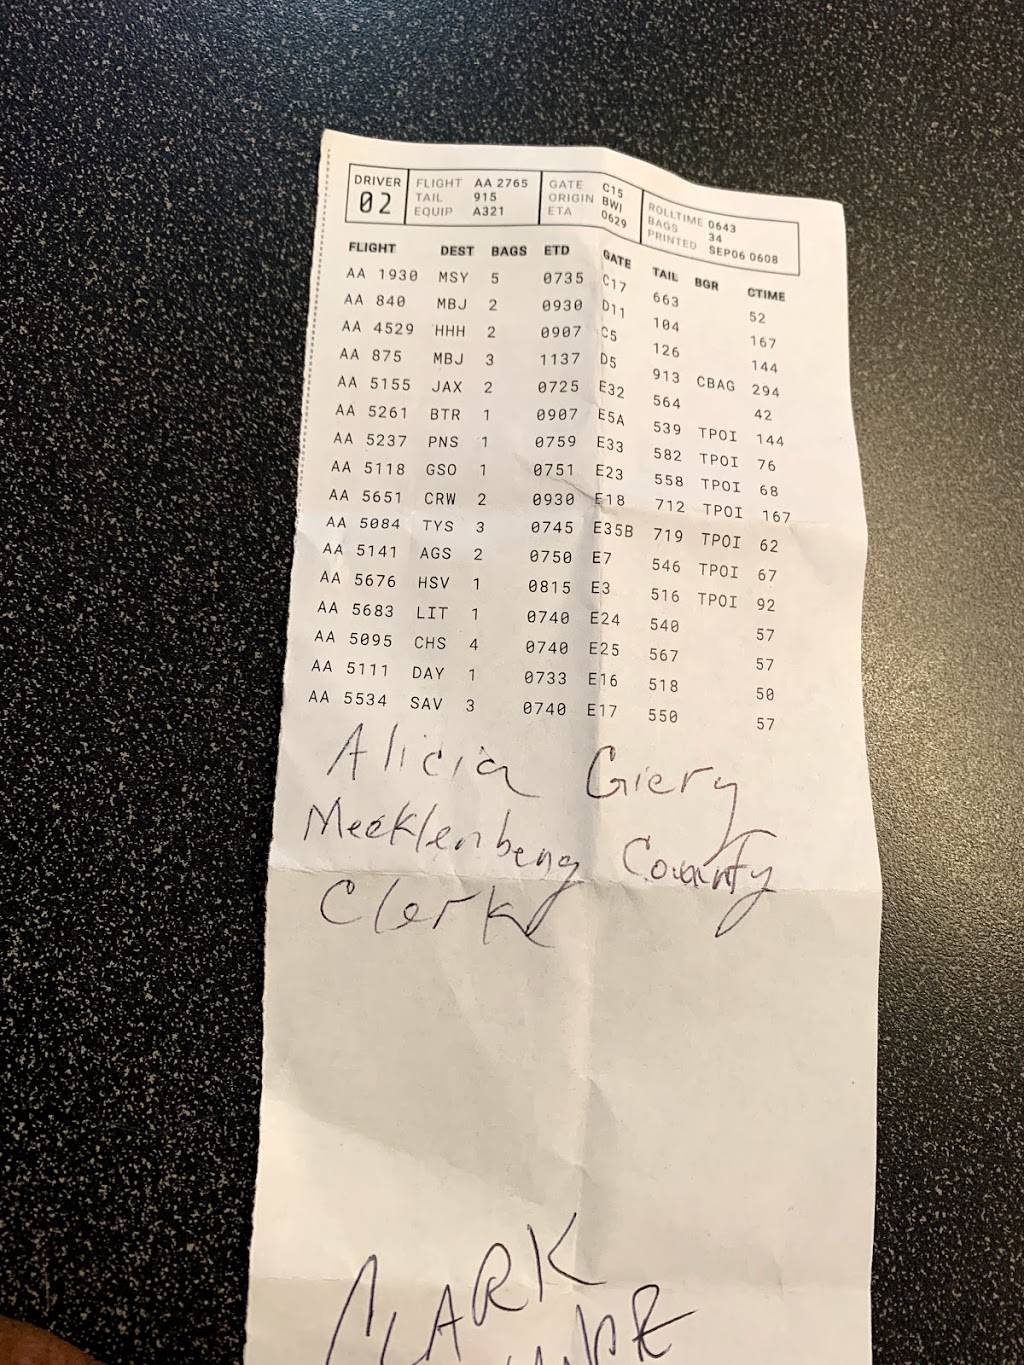 DRIVER 02 FLIGHT AA 2765 GATE C15 ROLLTIME 0643
TAIL 915 ORIGIN BWI BAGS 34
EQUIP A321 ETA 0629 PRINTED SEP06 0608
FLIGHT DEST BAGS ETD GATE TAIL BGR CTIME
AA 1930 MSY 5 0735 C17 663 52
AA 840 MBJ 2 0930 D11 104 167
AA 4529 HHH 2 0907 C5 126 144
AA 875 MBJ 3 1137 D5 913 CBAG 294
AA 5155 JAX 2 0725 E32 564 42
AA 5261 BTR 1 0907 E5A 539 TPOI 144
AA 5237 PNS 1 0759 E33 582 TPOI 76
AA 5118 GSO 1 0751 E23 558 TPOI 68
AA 5651 CRW 2 0930 E18 712 TPOI 167
AA 5084 TYS 3 0745 E35B 719 TPOI 62
AA 5141 AGS 2 0750 E7 546 TPOI 67
AA 5676 HSV 1 0815 E3 516 TPOI 92
AA 5683 LIT 1 0740 E24 540 57
AA 5095 CHS 4 0740 E25 567 57
AA 5111 DAY 1 0733 E16 518 50
AA 5534 SAV 3 0740 E17 550 57
Alicia Giery
Mecklenbeng County
Clerk
CLARK